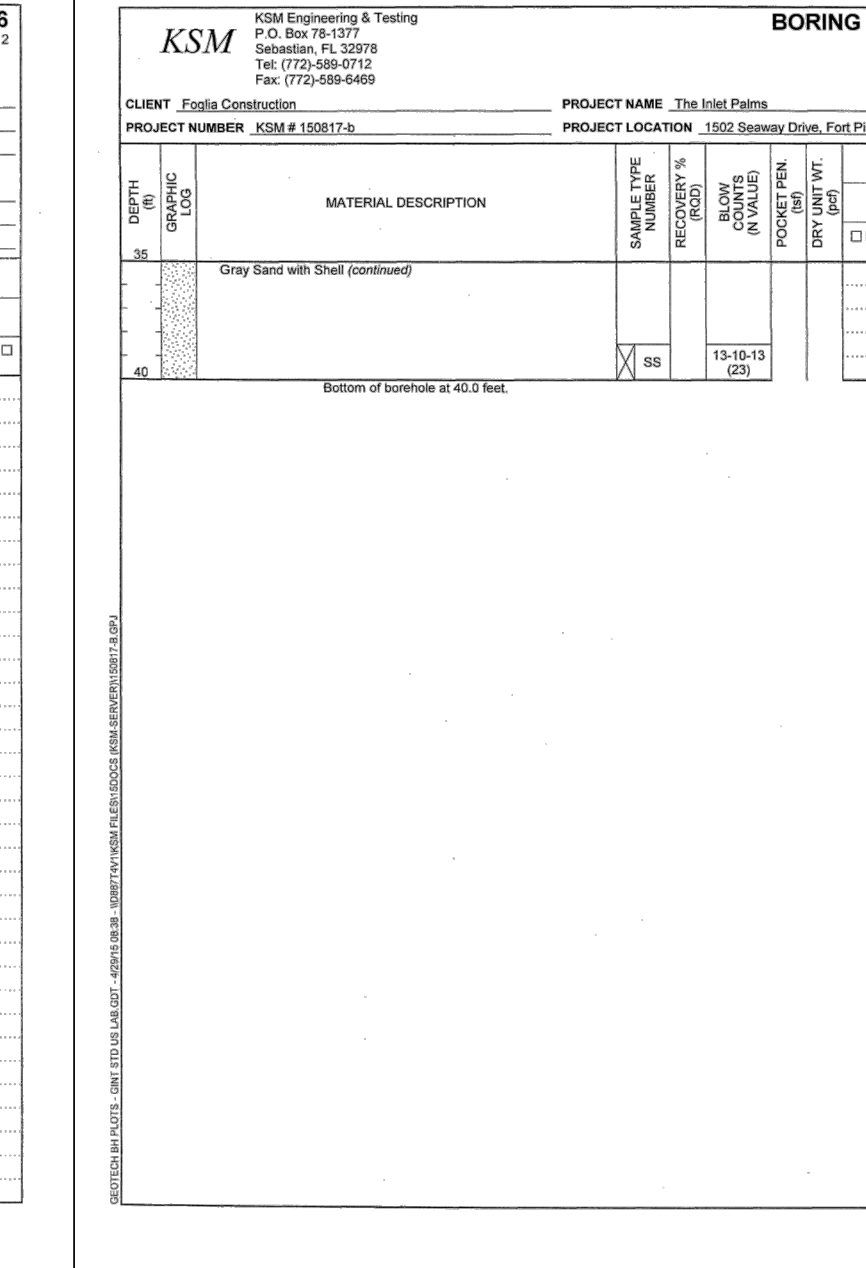 6
2
KSM
KSM Engineering & Testing
P.O. Box 78-1377
Sebastian, FL 32978
Tel: (772)-589-0712
Fax: (772)-589-6469
BORING
CLIENT Foglia Construction
PROJECT NAME The Inlet Palms
PROJECT NUMBER KSM # 150817-b
PROJECT LOCATION 1502 Seaway Drive, Fort Pi
DEPTH
(ft)
GRAPHIC
LOG
MATERIAL DESCRIPTION
SAMPLE TYPE
NUMBER
RECOVERY %
(RQD)
BLOW
COUNTS
(N VALUE)
POCKET PEN.
(tsf)
DRY UNIT WT.
(pcf)
35
Gray Sand with Shell (continued)
SS
13-10-13
(23)
40
Bottom of borehole at 40.0 feet.
GEOTECH BH PLOTS - GINT STD US LAB.GDT - 4/29/15 08:38 - \\D887T4V1\KSM FILES\15DOCS (KSM-SERVER)\150817-B.GPJ